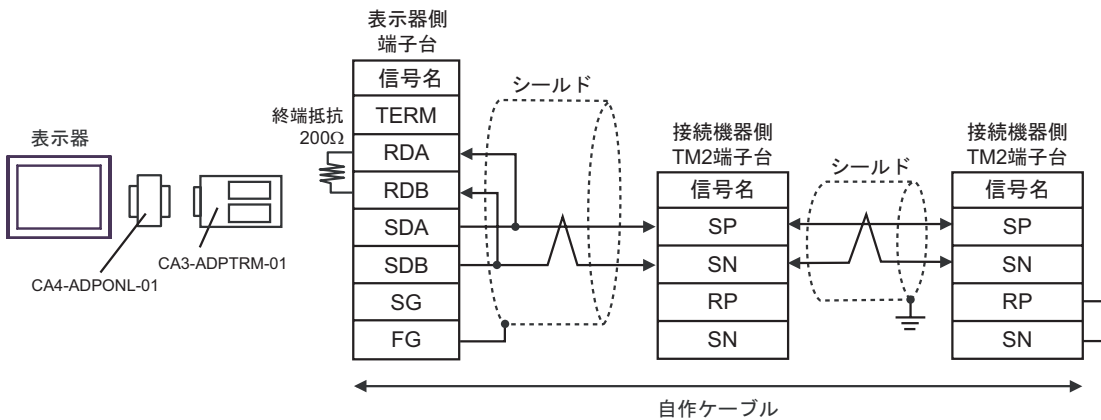 表示器
CA4-ADPONL-01
CA3-ADPTRM-01
終端抵抗
200Ω
表示器側
端子台
信号名
TERM
RDA
RDB
SDA
SDB
SG
FG
シールド
接続機器側
TM2端子台
信号名
SP
SN
RP
SN
シールド
接続機器側
TM2端子台
信号名
SP
SN
RP
SN
自作ケーブル